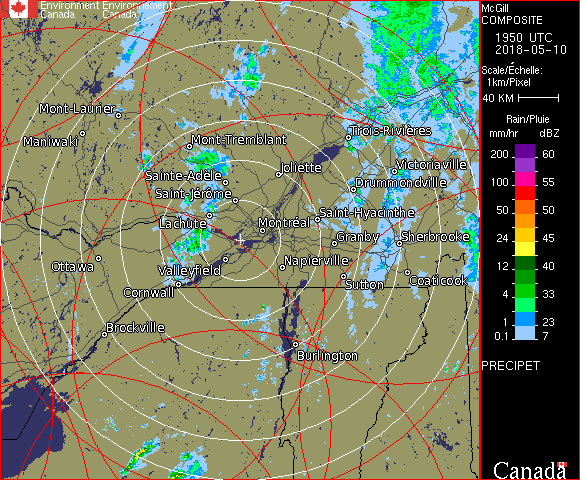 Environment Environnement
Canada Canada
McGill
COMPOSITE
1950 UTC
2018-05-10
Scale/Échelle:
1km/Pixel
40 KM
Rain/Pluie
mm/hr dBZ
200 60
100 55
50 50
24 45
12 40
4 33
0.1 23
7
PRECIPET
Canada
Mont-Laurier
Maniwaki
Mont-Tremblant
Trois-Rivières
Sainte-Adèle
Joliette
Victoriaville
Saint-Jérôme
Drummondville
Lachute
Montréal
Saint-Hyacinthe
Granby
Sherbrooke
Ottawa
Valleyfield
Napierville
Cornwall
Sutton
Coaticook
Brockville
Burlington